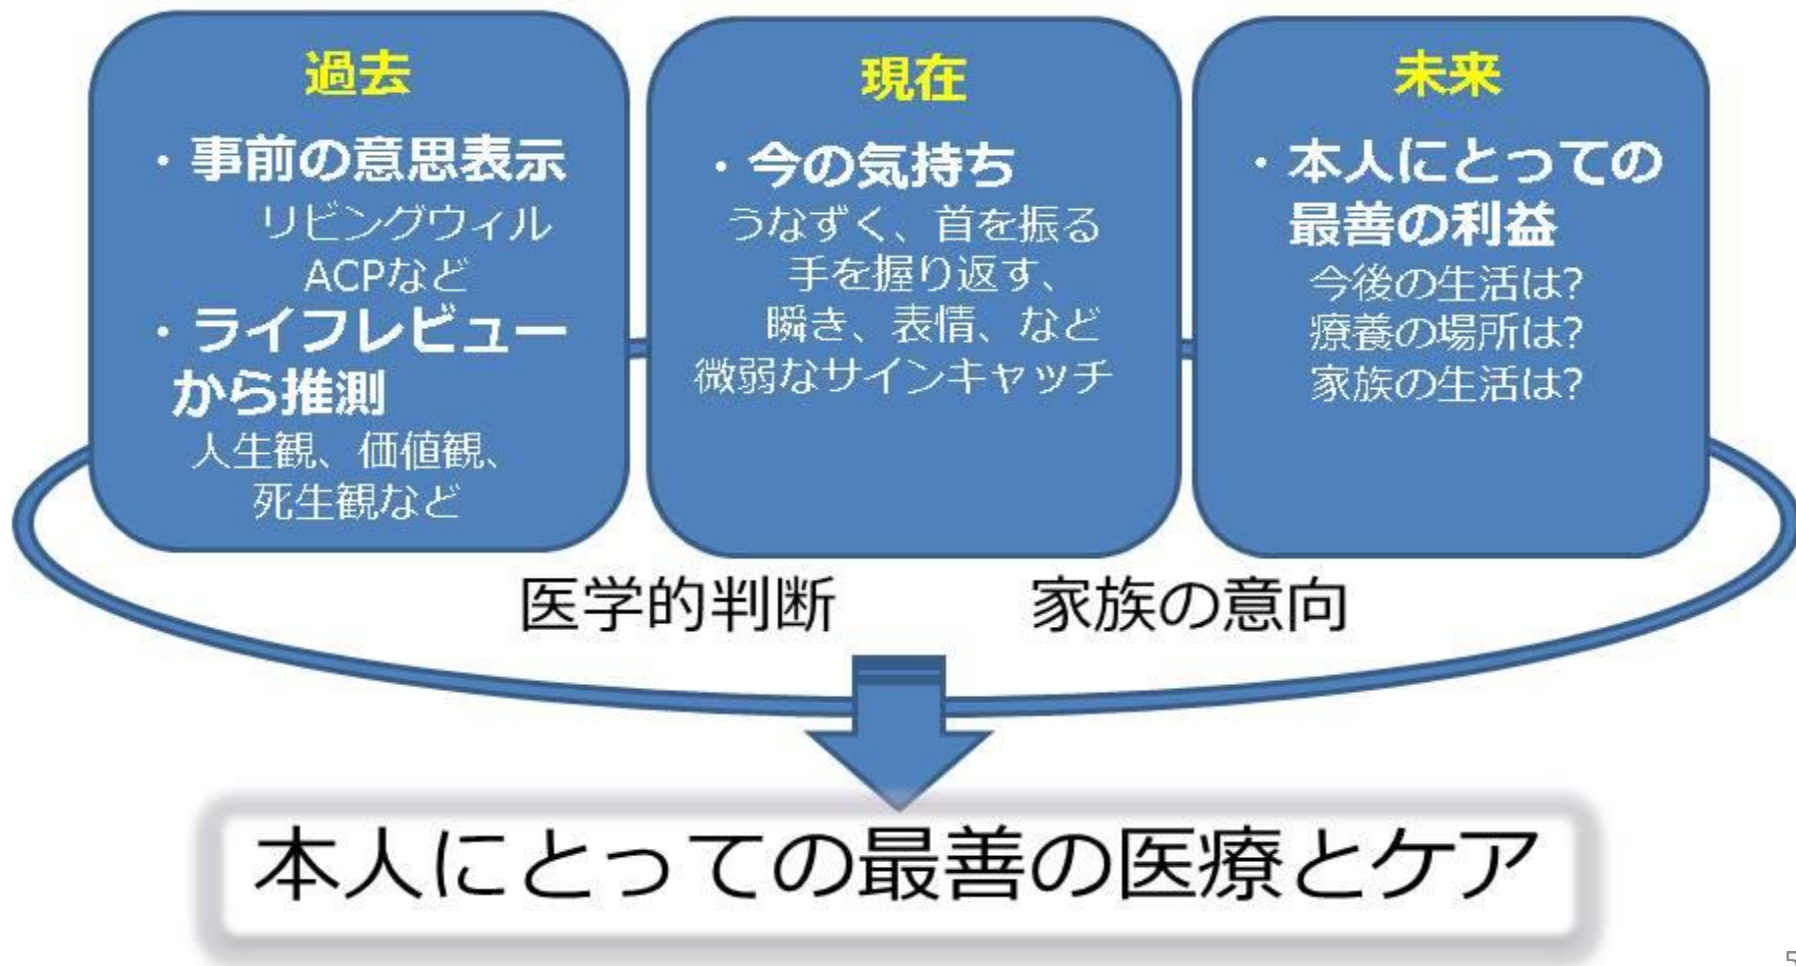 過去
・事前の意思表示
リビングウィル
ACPなど
・ライフレビュー
から推測
人生観、価値観、
死生観など
現在
・今の気持ち
うなずく、首を振る
手を握り返す、
瞬き、表情、など
微弱なサインキャッチ
未来
・本人にとっての
最善の利益
今後の生活は?
療養の場所は?
家族の生活は?
医学的判断 家族の意向
本人にとっての最善の医療とケア
5